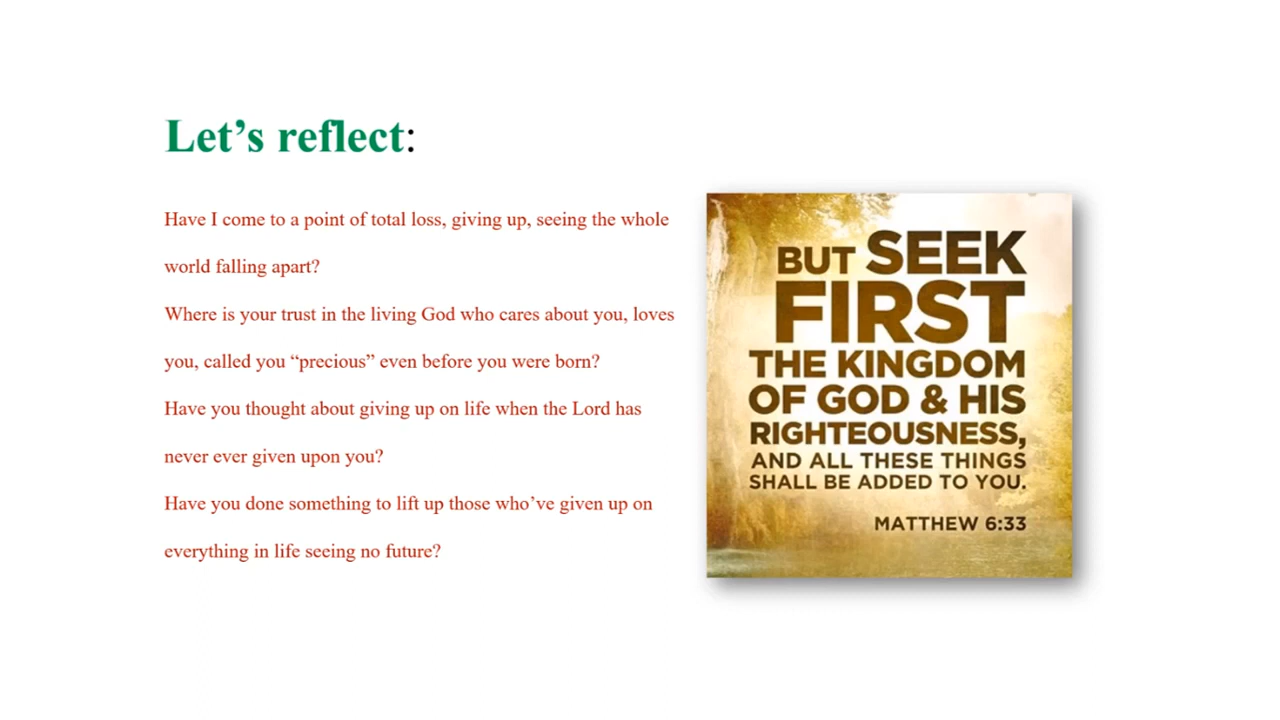 Let’s reflect:
Have I come to a point of total loss, giving up, seeing the whole
world falling apart?
Where is your trust in the living God who cares about you, loves
you, called you “precious” even before you were born?
Have you thought about giving up on life when the Lord has
never ever given upon you?
Have you done something to lift up those who’ve given up on
everything in life seeing no future?
BUT SEEK
FIRST
THE KINGDOM
OF GOD & HIS
RIGHTEOUSNESS,
AND ALL THESE THINGS
SHALL BE ADDED TO YOU.
MATTHEW 6:33